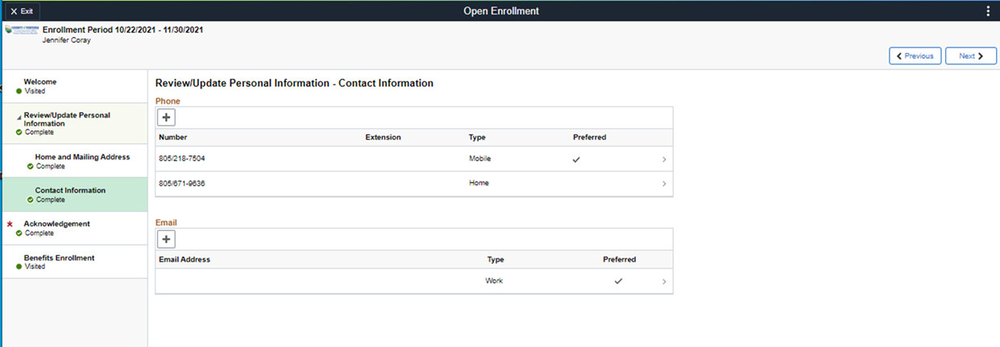 Exit
Open Enrollment
Enrollment Period 10/22/2021 - 11/30/2021
Jennifer Coray
Previous
Next
Welcome
Visited
Review/Update Personal
Information
Complete
Home and Mailing Address
Complete
Contact Information
Complete
Acknowledgement
Complete
Benefits Enrollment
Visited
Review/Update Personal Information - Contact Information
Phone
Number Extension Type Preferred
805/218-7504 Mobile
805/671-9636 Home
Email
Email Address Type Preferred
Work